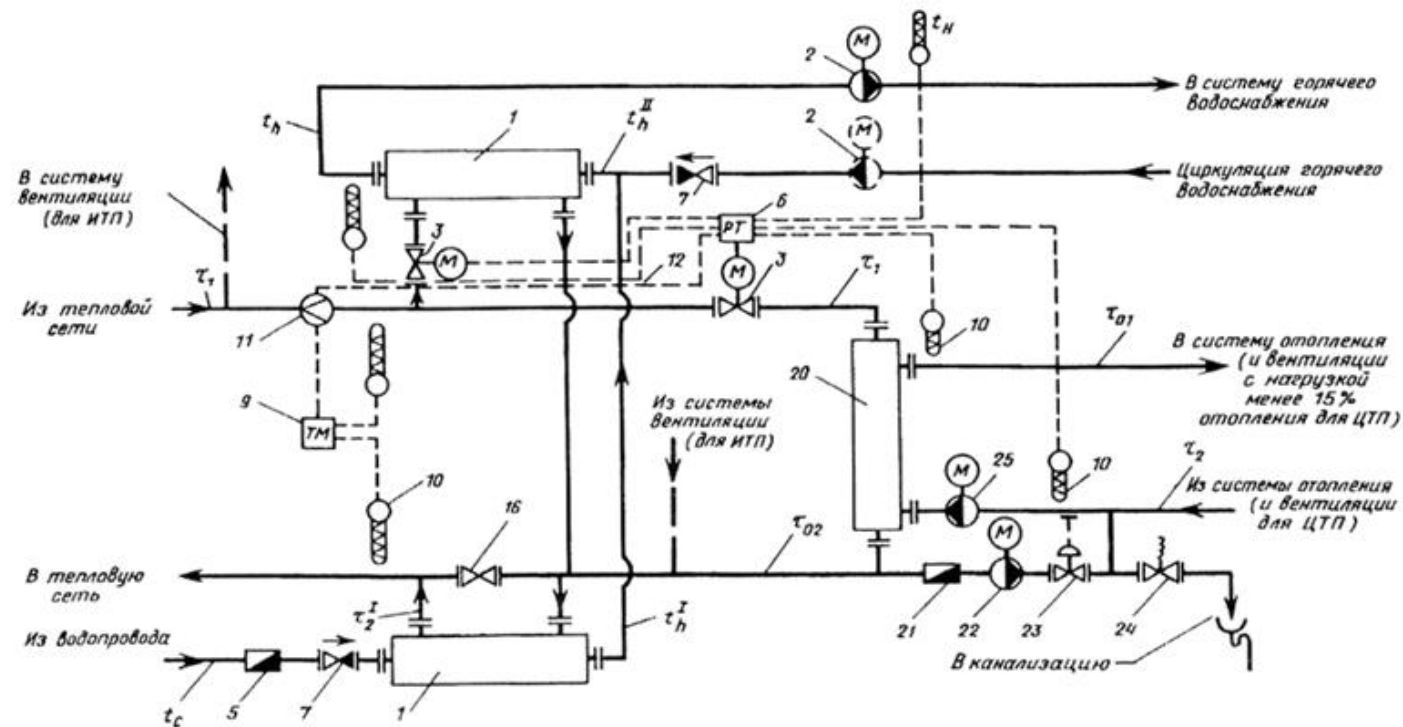 M
t_н
2
В систему горячего
водоснабжения
t_h
1
t_h^II
M
2
В систему
вентиляции
(для ИТП)
7
Циркуляция горячего
водоснабжения
6
РТ
3
M
12
M
3
τ_1
τ_1
Из тепловой
сети
11
10
τ_01
В систему отопления
(и вентиляции
с нагрузкой
менее 15%
отопления для ЦТП)
20
9
ТМ
Из системы
вентиляции
(для ИТП)
M
25
10
τ_2
Из системы отопления
(и вентиляции
для ЦТП)
10
16
τ_02
M
В тепловую
сеть
τ_2^I
t_h^I
21
22
23
24
Из водопровода
В канализацию
t_c
5
7
1